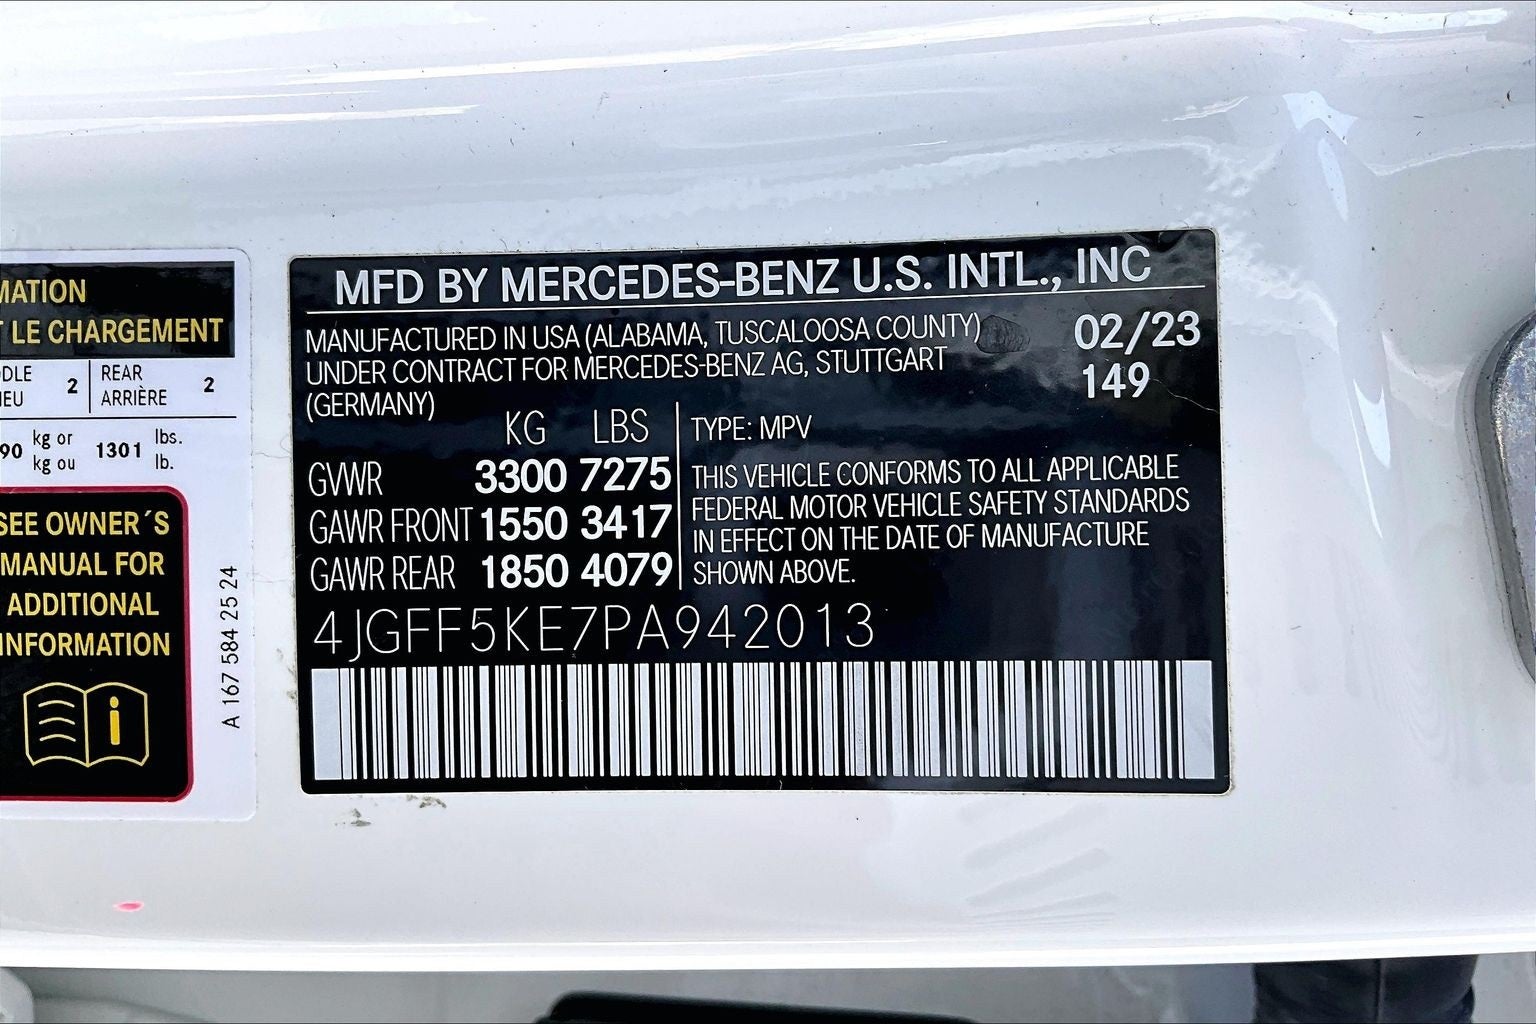 MATION
T LE CHARGEMENT
2
REAR
ARRIÈRE 2
90 kg or
kg ou 1301 lbs.
lb.
SEE OWNER´S
MANUAL FOR
ADDITIONAL
INFORMATION
A 167 584 25 24
MFD BY MERCEDES-BENZ U.S. INTL., INC
MANUFACTURED IN USA (ALABAMA, TUSCALOOSA COUNTY)
UNDER CONTRACT FOR MERCEDES-BENZ AG, STUTTGART
(GERMANY)
02/23
149
KG LBS
GVWR 3300 7275
GAWR FRONT 1550 3417
GAWR REAR 1850 4079
TYPE: MPV
THIS VEHICLE CONFORMS TO ALL APPLICABLE
FEDERAL MOTOR VEHICLE SAFETY STANDARDS
IN EFFECT ON THE DATE OF MANUFACTURE
SHOWN ABOVE.
4JGFF5KE7PA942013